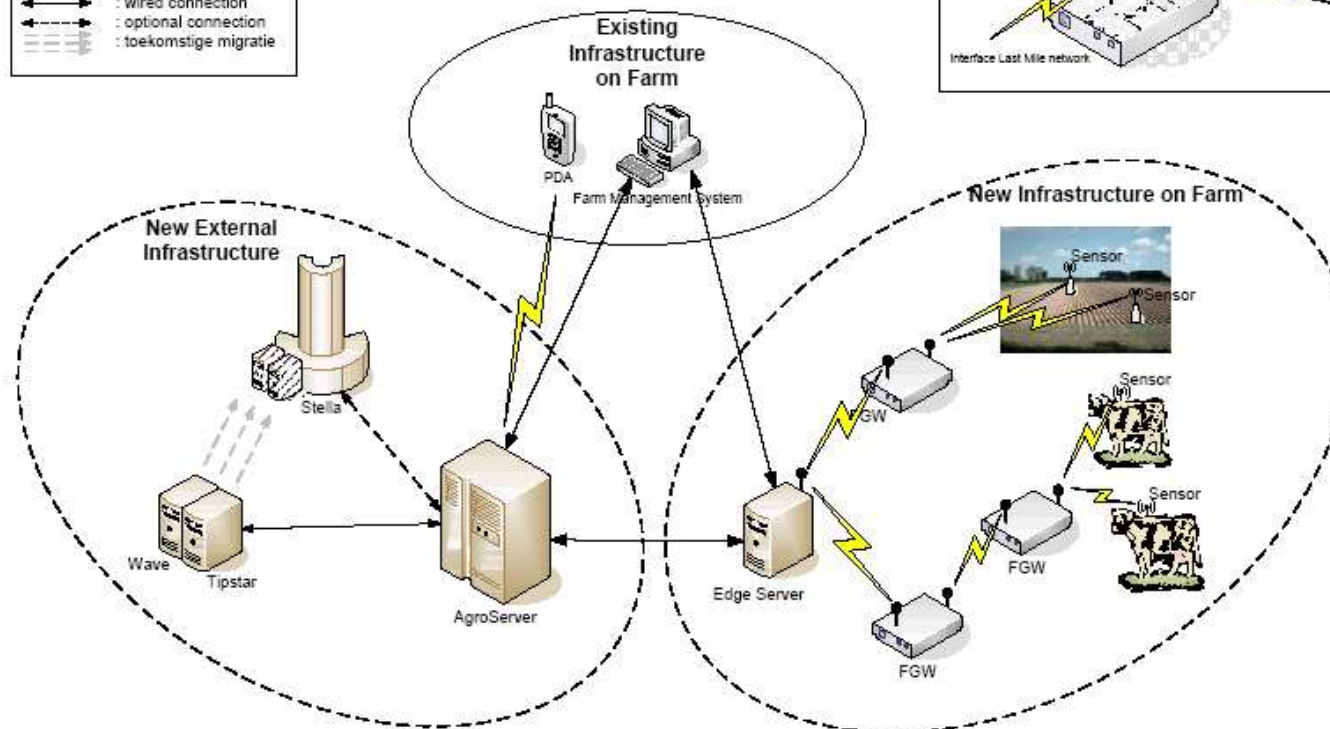 : wired connection
: optional connection
: toekomstige migratie
Interface Last Mile network
Existing
Infrastructure
on Farm
PDA
Farm Management System
New External
Infrastructure
Stella
Wave
Tipstar
AgroServer
New Infrastructure on Farm
Sensor
Sensor
GW
Sensor
Sensor
FGW
Edge Server
FGW